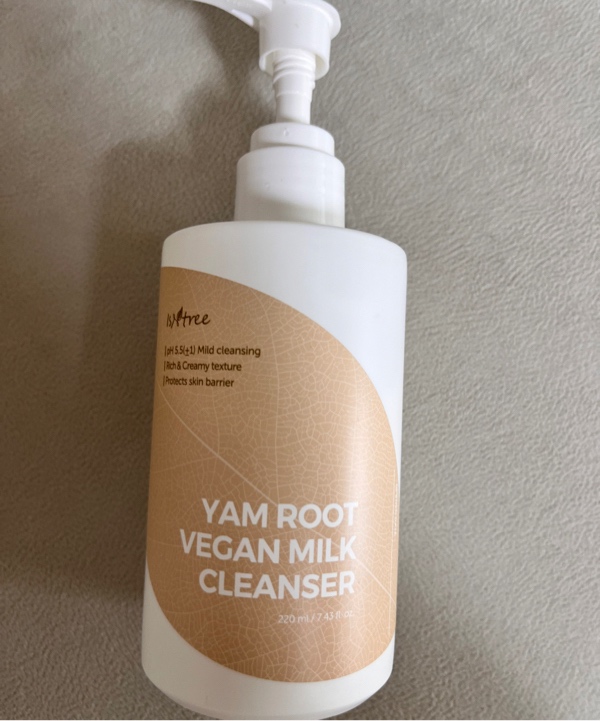 Isntree
pH 5.5(±1) Mild cleansing
Rich & Creamy texture
Protects skin barrier
YAM ROOT
VEGAN MILK
CLEANSER
220 ml / 7.43 fl. oz.